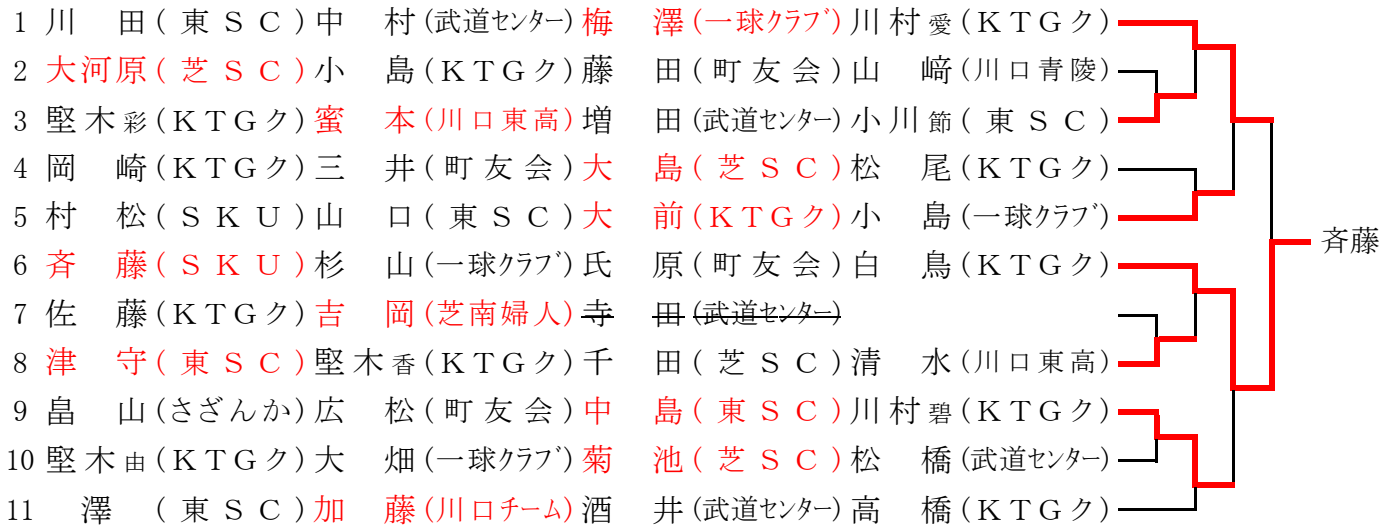 1 川 田(東SC)中 村(武道センター)梅 澤(一球クラブ)川村愛(KTGク)
2 大河原(芝SC)小 島(KTGク)藤 田(町友会)山 﨑(川口青陵)
3 堅木彩(KTGク)蜜 本(川口東高)増 田(武道センター)小川節(東SC)
4 岡 崎(KTGク)三 井(町友会)大 島(芝SC)松 尾(KTGク)
5 村 松(SKU)山 口(東SC)大 前(KTGク)小 島(一球クラブ)
斉藤
6 斉 藤(SKU)杉 山(一球クラブ)氏 原(町友会)白 鳥(KTGク)
7 佐 藤(KTGク)吉 岡(芝南婦人)寺 田(武道センター)
8 津 守(東SC)堅木香(KTGク)千 田(芝SC)清 水(川口東高)
9 畠 山(さざんか)広 松(町友会)中 島(東SC)川村碧(KTGク)
10 堅木由(KTGク)大 畑(一球クラブ)菊 池(芝SC)松 橋(武道センター)
11 澤 (東SC)加 藤(川口チーム)酒 井(武道センター)高 橋(KTGク)